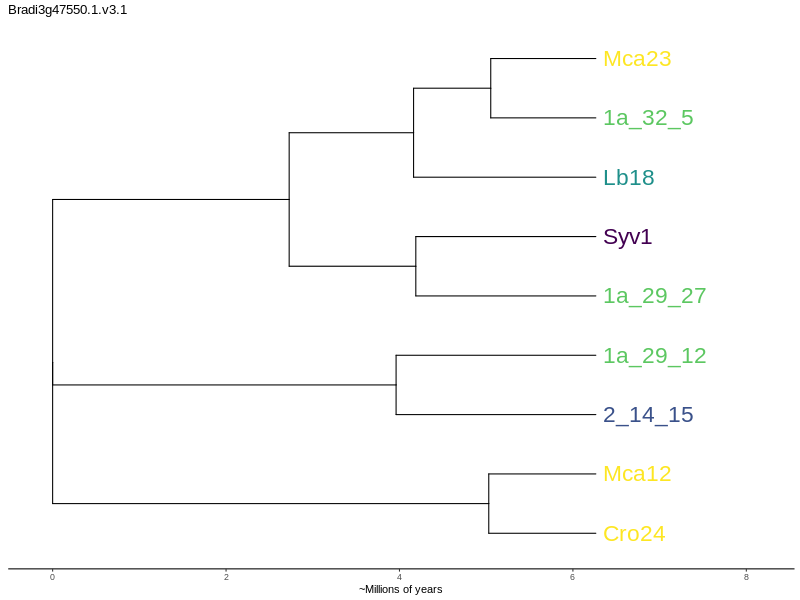 Bradi3g47550.1.v3.1
Mca23
1a_32_5
Lb18
Syv1
1a_29_27
1a_29_12
2_14_15
Mca12
Cro24
0 2 4 6 8
~Millions of years